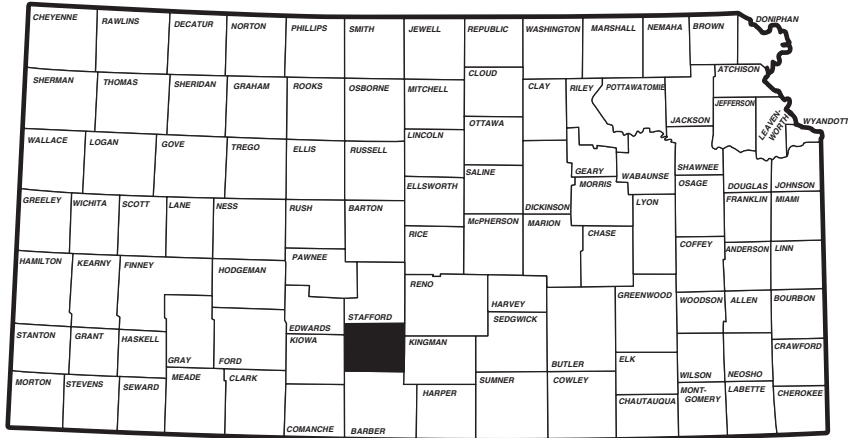 CHEYENNE
RAWLINS
DECATUR
NORTON
PHILLIPS
SMITH
JEWELL
REPUBLIC
WASHINGTON
MARSHALL
NEMAHA
BROWN
DONIPHAN
SHERMAN
THOMAS
SHERIDAN
GRAHAM
ROOKS
OSBORNE
MITCHELL
CLOUD
CLAY
RILEY
POTTAWATOMIE
ATCHISON
JACKSON
JEFFERSON
LEAVEN-
WORTH
WYANDOTT
WALLACE
LOGAN
GOVE
TREGO
ELLIS
RUSSELL
LINCOLN
OTTAWA
SALINE
ELLSWORTH
DICKINSON
GEARY
MORRIS
WABAUNSE
SHAWNEE
OSAGE
DOUGLAS
JOHNSON
GREELEY
WICHITA
SCOTT
LANE
NESS
RUSH
BARTON
RICE
McPHERSON
MARION
CHASE
LYON
FRANKLIN
MIAMI
HAMILTON
KEARNY
FINNEY
HODGEMAN
PAWNEE
STAFFORD
RENO
HARVEY
SEDGWICK
GREENWOOD
COFFEY
ANDERSON
LINN
STANTON
GRANT
HASKELL
GRAY
FORD
EDWARDS
KIOWA
KINGMAN
BUTLER
ELK
WOODSON
ALLEN
BOURBON
WILSON
NEOSHO
CRAWFORD
MORTON
STEVENS
SEWARD
MEADE
CLARK
COMANCHE
BARBER
HARPER
SUMNER
COWLEY
CHAUTAUQUA
MONT-
GOMERY
LABETTE
CHEROKEE